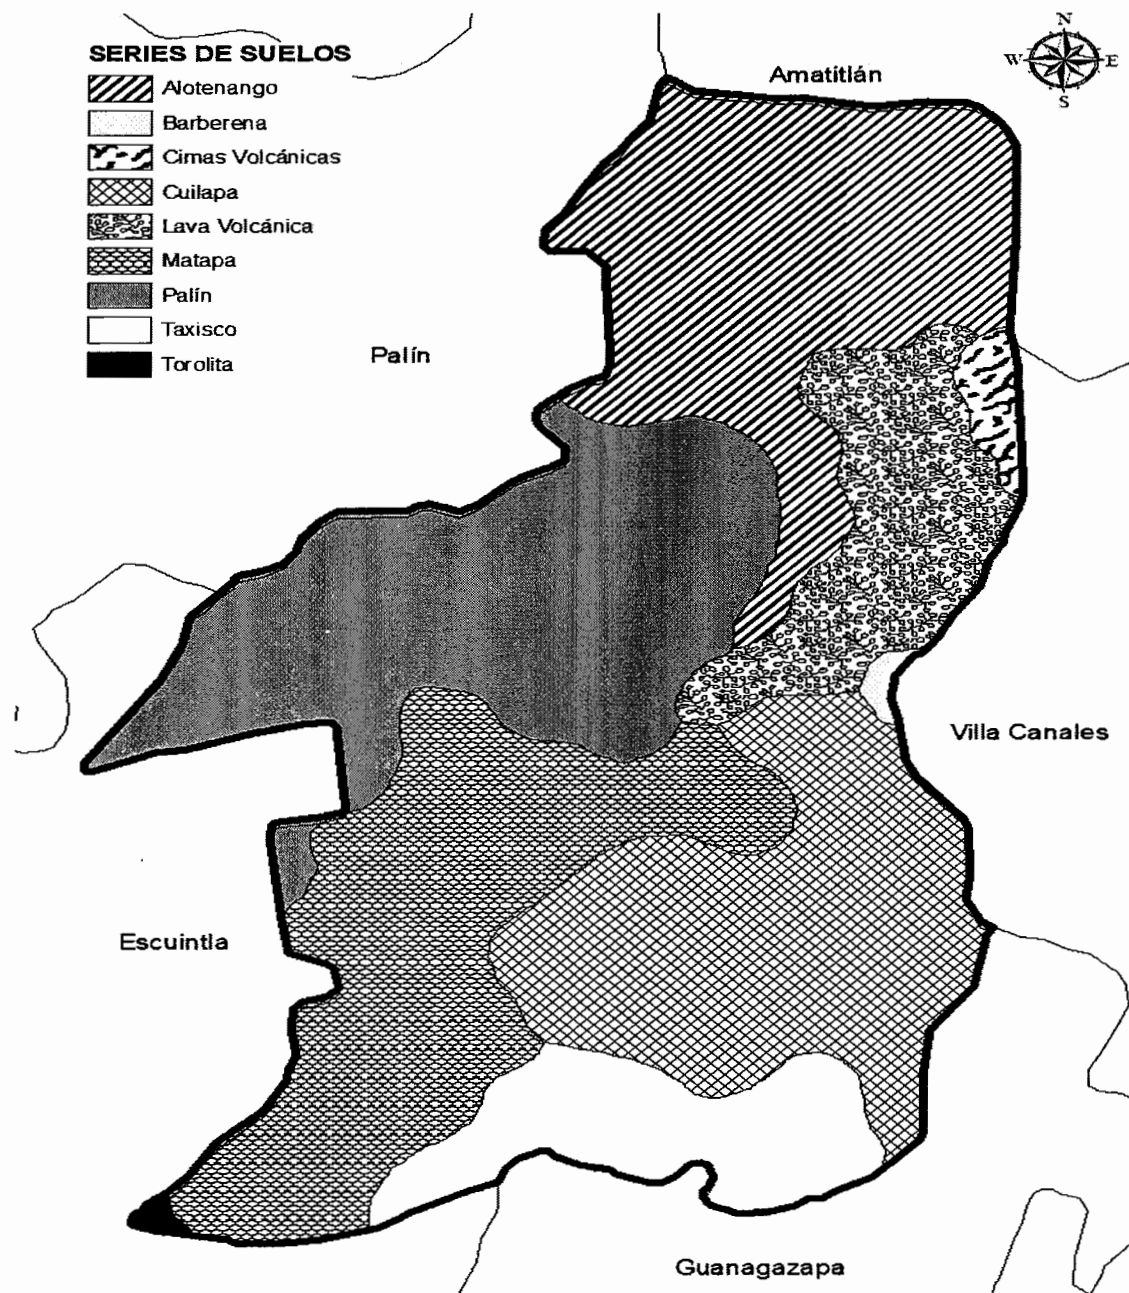 SERIES DE SUELOS
Alotenango
Barberena
Cimas Volcánicas
Cuilapa
Lava Volcánica
Matapa
Palín
Taxisco
Torolita
N
W E
S
Amatitlán
Palín
Villa Canales
Escuintla
Guanagazapa